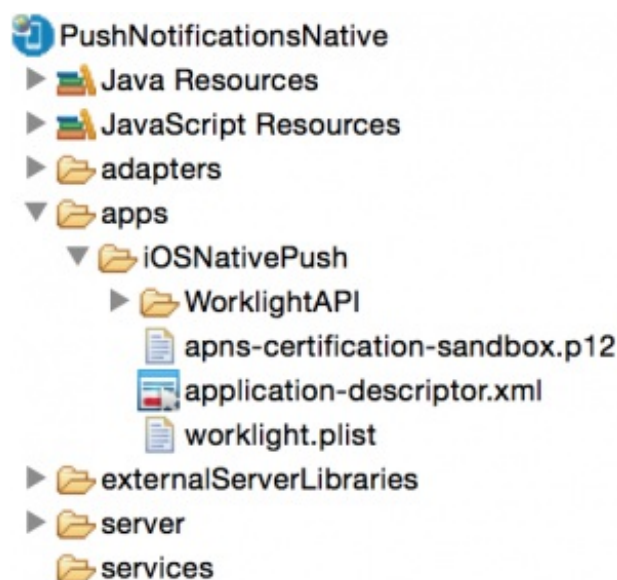 PushNotificationsNative
Java Resources
JavaScript Resources
adapters
apps
iOSNativePush
WorklightAPI
apns-certification-sandbox.p12
application-descriptor.xml
worklight.plist
externalServerLibraries
server
services